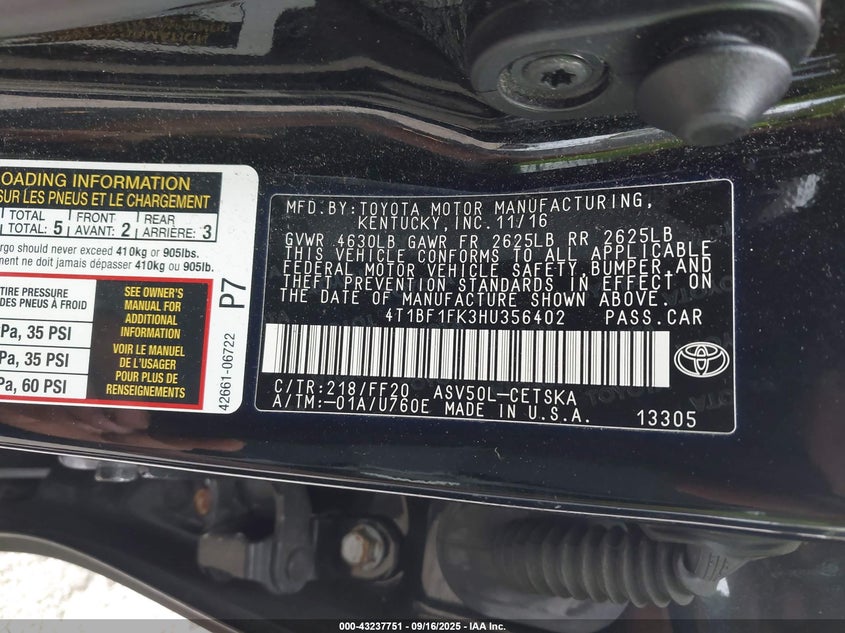 OADING INFORMATION
SUR LES PNEUS ET LE CHARGEMENT
TOTAL FRONT REAR
TOTAL: 5 AVANT: 2 ARRIÈRE: 3
rgo should never exceed 410kg or 905lbs.
ment ne doit jamais dépasser 410kg ou 905lb.
TIRE PRESSURE
DES PNEUS À FROID
Pa, 35 PSI
Pa, 35 PSI
Pa, 60 PSI
SEE OWNER'S
MANUAL FOR
ADDITIONAL
INFORMATION
VOIR LE MANUEL
DE L'USAGER
POUR PLUS DE
RENSEIGNEMENTS
P7
42661-06722
MFD.BY:TOYOTA MOTOR MANUFACTURING,
KENTUCKY,INC.11/16
GVWR 4630LB GAWR FR 2625LB RR 2625LB
THIS VEHICLE CONFORMS TO ALL APPLICABLE
FEDERAL MOTOR VEHICLE SAFETY,BUMPER,AND
THEFT PREVENTION STANDARDS IN EFFECT ON
THE DATE OF MANUFACTURE SHOWN ABOVE.
4T1BF1FK3HU356402 PASS.CAR
C/TR:218/FF20 ASV50L-CETSKA
A/TM:-01A/U760E MADE IN U.S.A. 13305
000-43237751 - 09/16/2025 - IAA Inc.